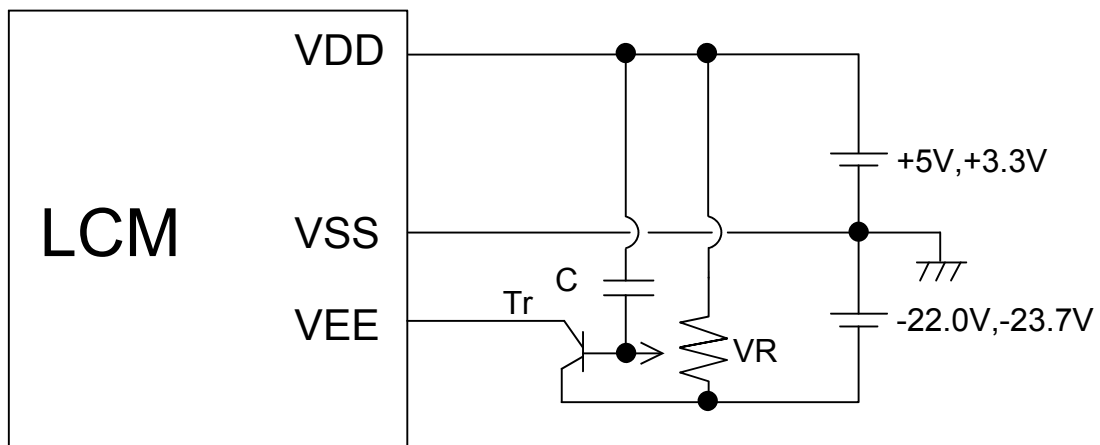 VDD
+5V,+3.3V
LCM
VSS
C
Tr
VEE
-22.0V,-23.7V
VR